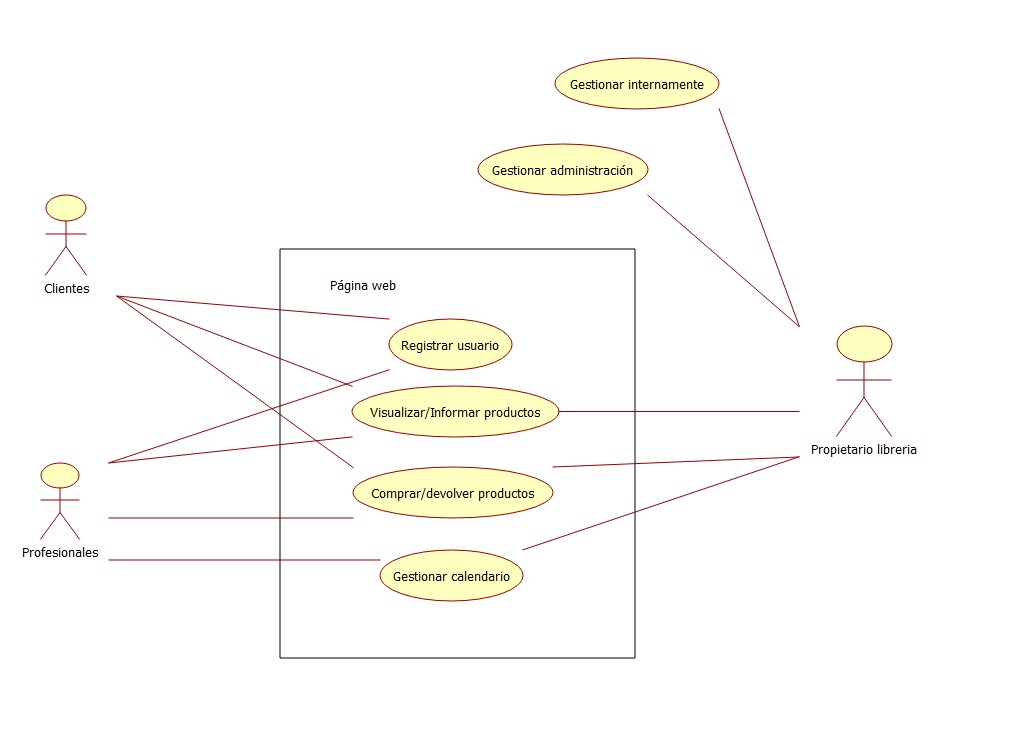 Gestionar internamente
Gestionar administración
Clientes
Página web
Registrar usuario
Visualizar/Informar productos
Propietario libreria
Comprar/devolver productos
Profesionales
Gestionar calendario